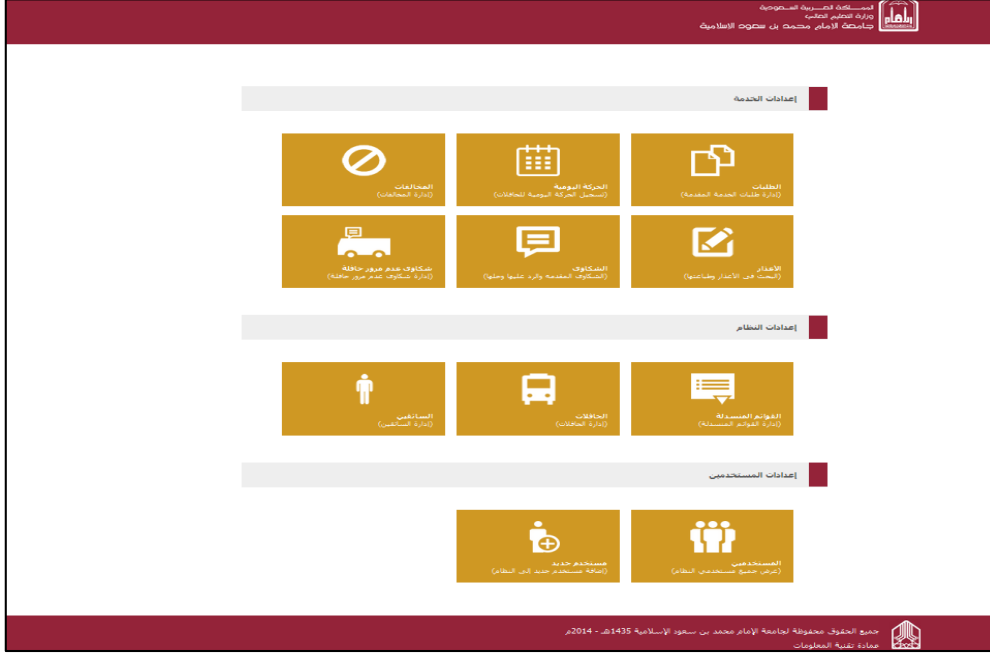 المملكة العربية السعودية
وزارة التعليم العالي
جامعة الإمام محمد بن سعود الإسلامية
إعدادات الخدمة
الطلبات
(إدارة طلبات الخدمة المقدمة)
الحركة اليومية
(تسجيل الحركة اليومية للحافلات)
المخالفات
(إدارة المخالفات)
الأعذار
(البحث في الأعذار وطباعتها)
الشكاوى
(الشكاوى المقدمه والرد عليها وحلها)
شكاوى عدم مرور حافلة
(إدارة شكاوى عدم مرور حافلة)
إعدادات النظام
القوائم المنسدلة
(إدارة القوائم المنسدلة)
الحافلات
(إدارة الحافلات)
السائقين
(إدارة السائقين)
إعدادات المستخدمين
المستخدمين
(عرض جميع مستخدمى النظام)
مستخدم جديد
(إضافة مستخدم جديد إلى النظام)
جميع الحقوق محفوظة لجامعة الإمام محمد بن سعود الإسلامية 1435هـ - 2014م
عمادة تقنية المعلومات